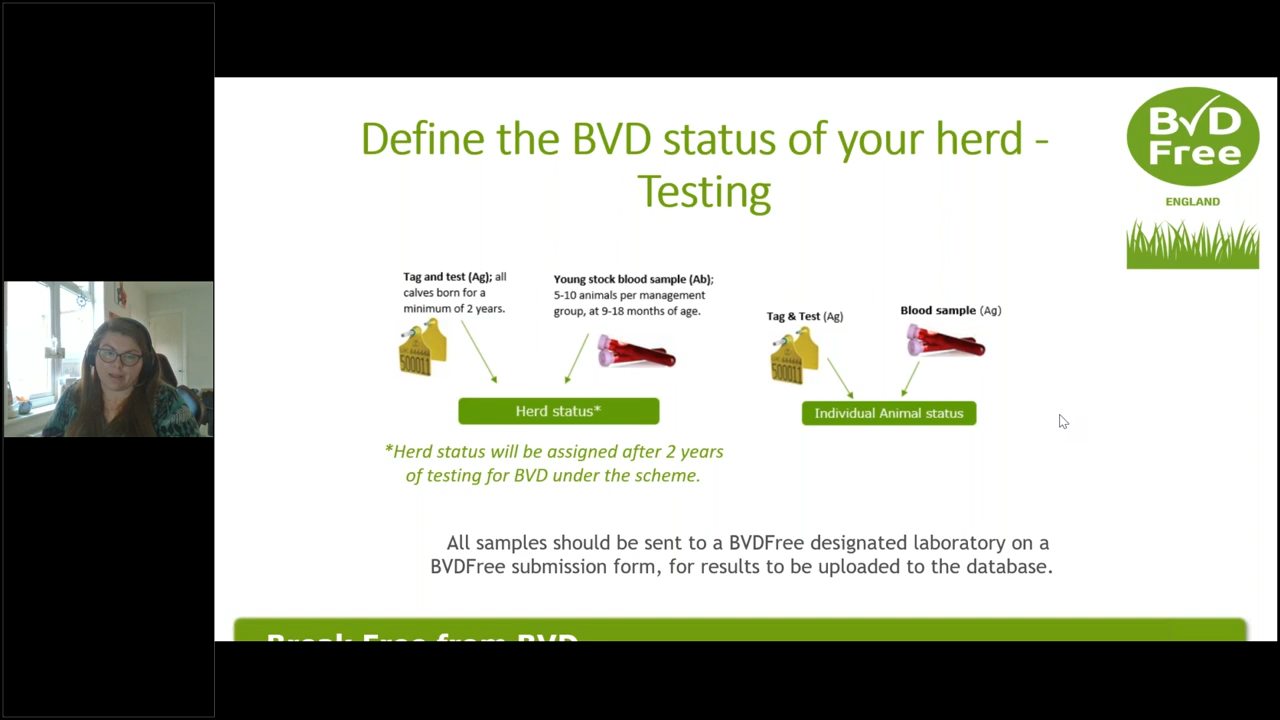 Define the BVD status of your herd -
Testing
BVD
Free
ENGLAND
Tag and test (Ag); all
calves born for a
minimum of 2 years.
Young stock blood sample (Ab);
5-10 animals per management
group, at 9-18 months of age.
Tag & Test (Ag)
Blood sample (Ag)
500011
500011
Herd status*
Individual Animal status
*Herd status will be assigned after 2 years
of testing for BVD under the scheme.
All samples should be sent to a BVDFree designated laboratory on a
BVDFree submission form, for results to be uploaded to the database.
Break Free from BVD